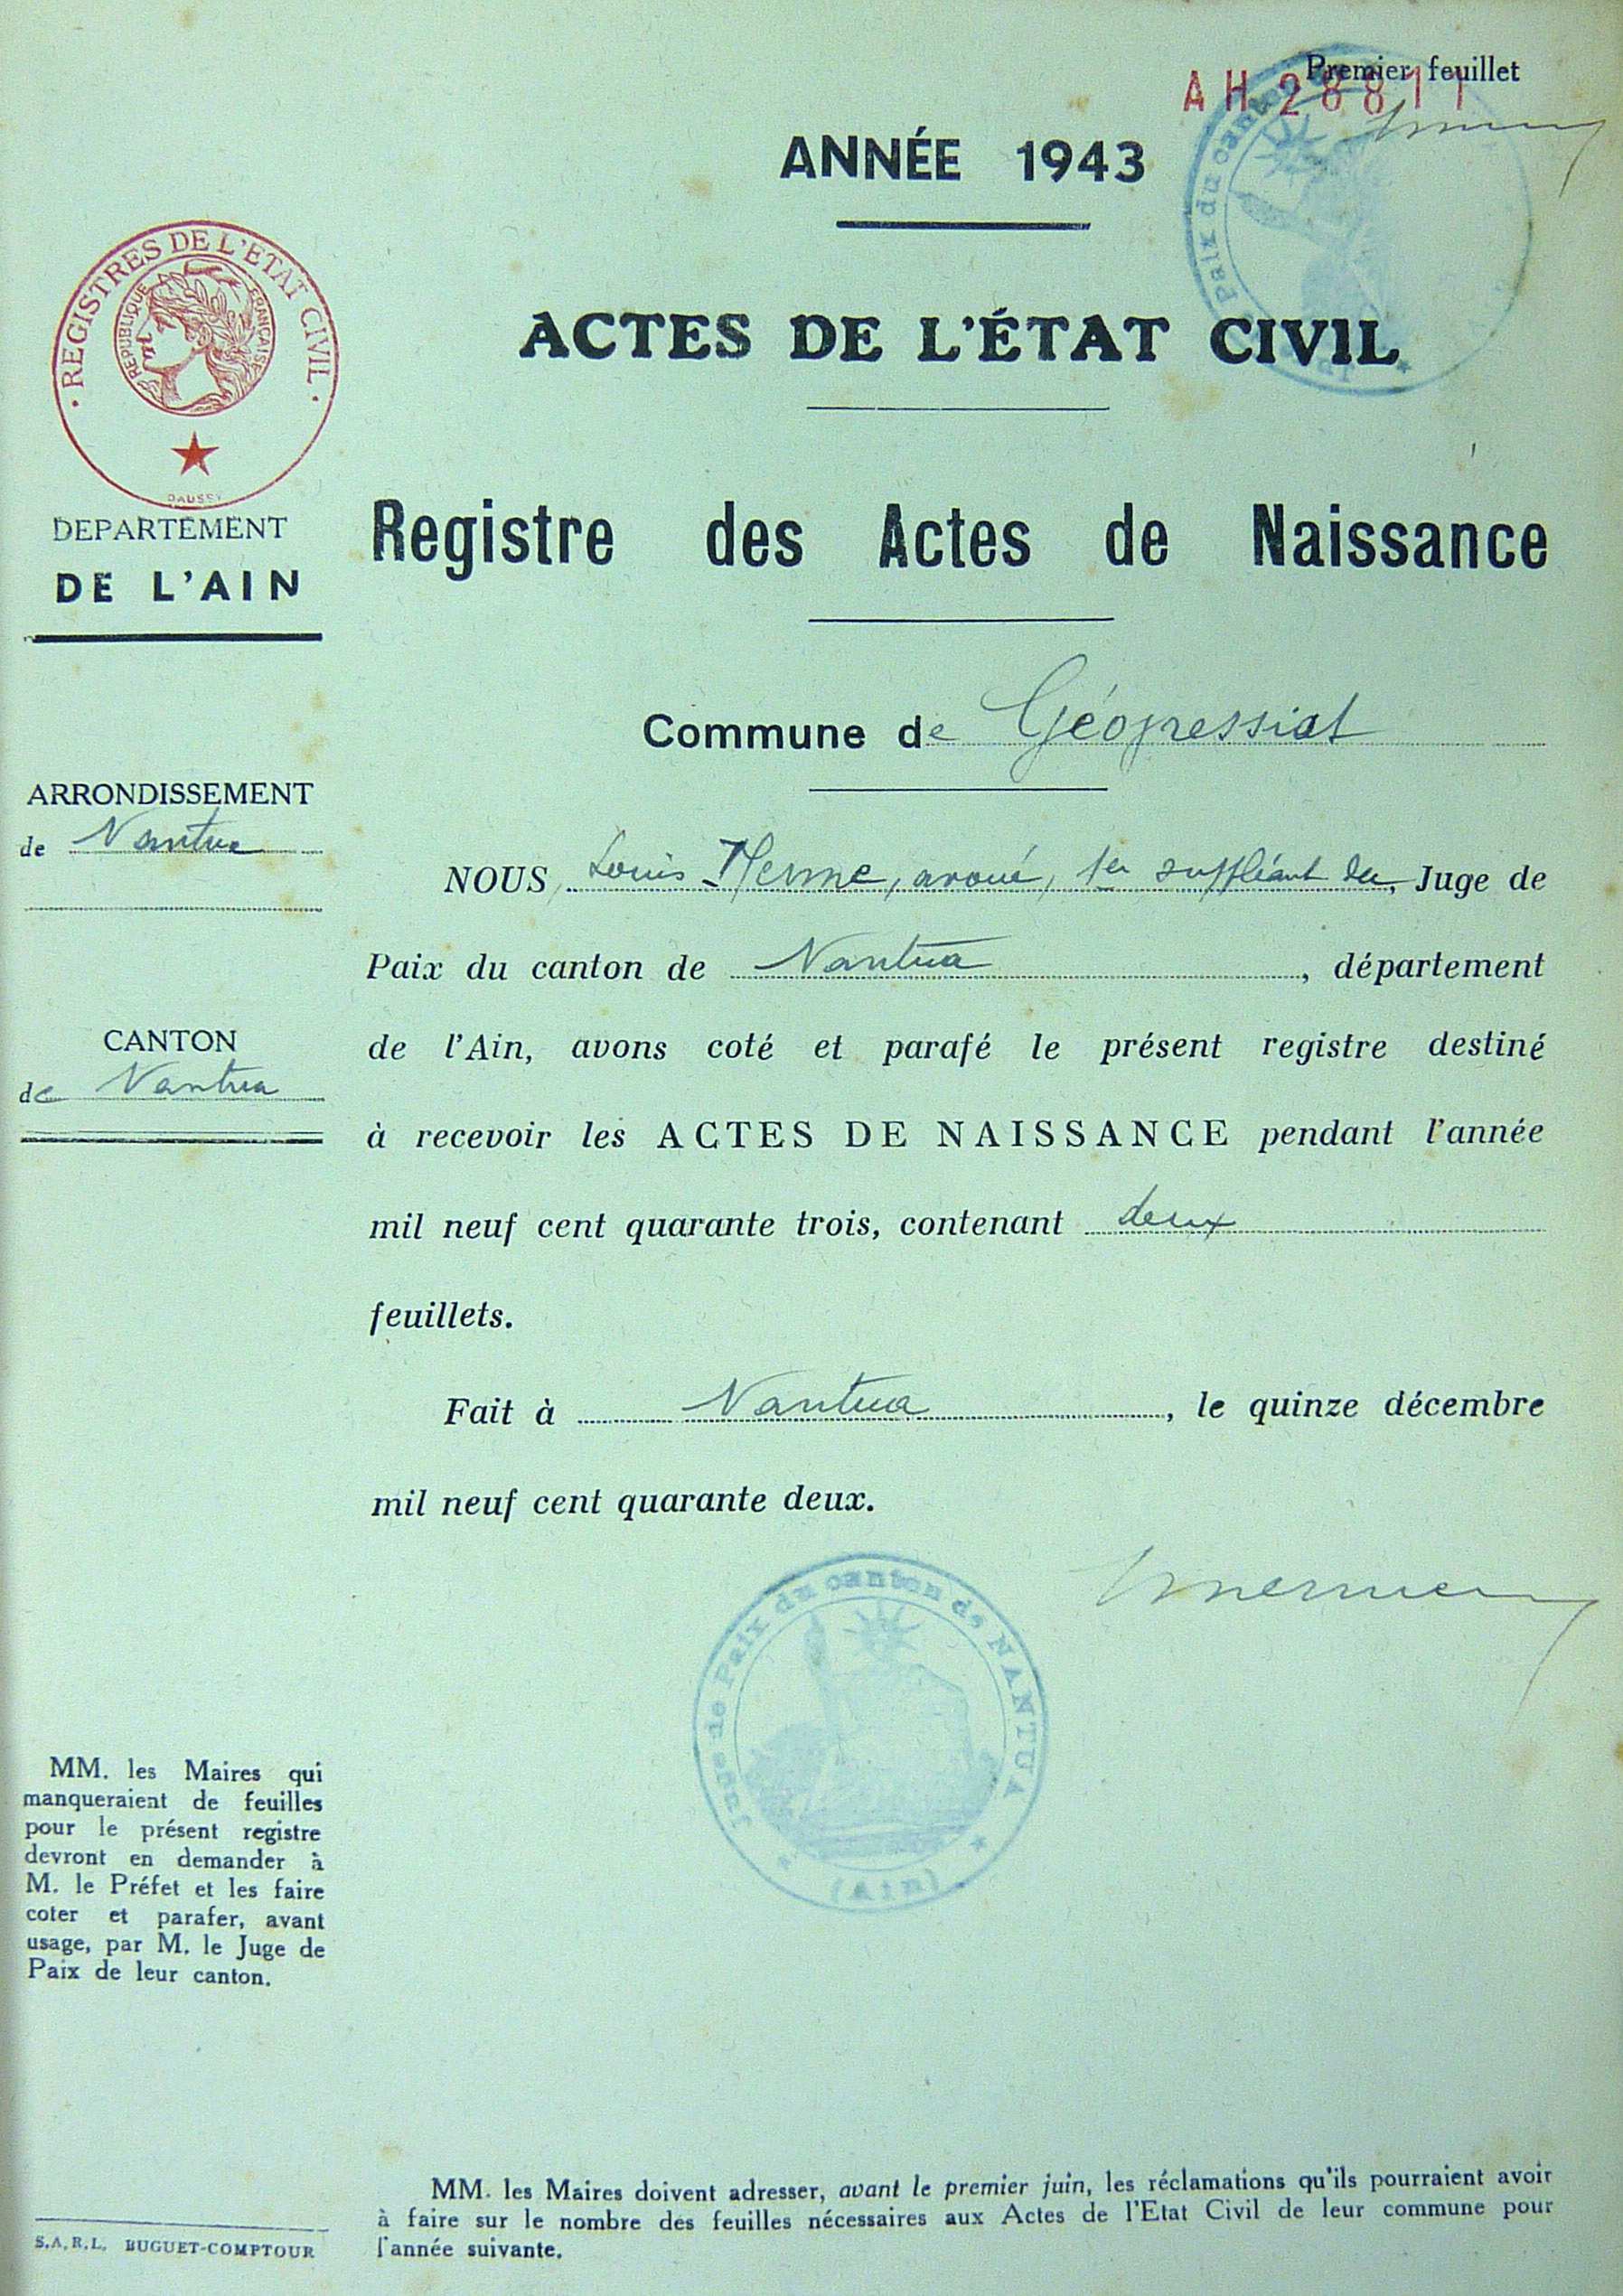 Premier feuillet
AH 28811
ANNÉE 1943
REGISTRES DE L'ETAT CIVIL
REPUBLIQUE FRANÇAISE
DAUSSY
Paix du canton
ACTES DE L'ÉTAT CIVIL
DEPARTEMENT
DE L'AIN
Registre des Actes de Naissance
Commune de Géopressiat
ARRONDISSEMENT
de Nantua
NOUS, Louis Merme, avoué, 1er suppléant du, Juge de
Paix du canton de Nantua, département
CANTON
de Nantua
de l'Ain, avons coté et parafé le présent registre destiné
à recevoir les ACTES DE NAISSANCE pendant l'année
mil neuf cent quarante trois, contenant deux
feuillets.
Fait à Nantua, le quinze décembre
mil neuf cent quarante deux.
Juge de Paix du canton de NANTUA
(Ain)
MM. les Maires qui
manqueraient de feuilles
pour le présent registre
devront en demander à
M. le Préfet et les faire
coter et parafer, avant
usage, par M. le Juge de
Paix de leur canton.
MM. les Maires doivent adresser, avant le premier juin, les réclamations qu'ils pourraient avoir
à faire sur le nombre des feuilles nécessaires aux Actes de l'Etat Civil de leur commune pour
l'année suivante.
S.A.R.L. BUGUET-COMPTOUR